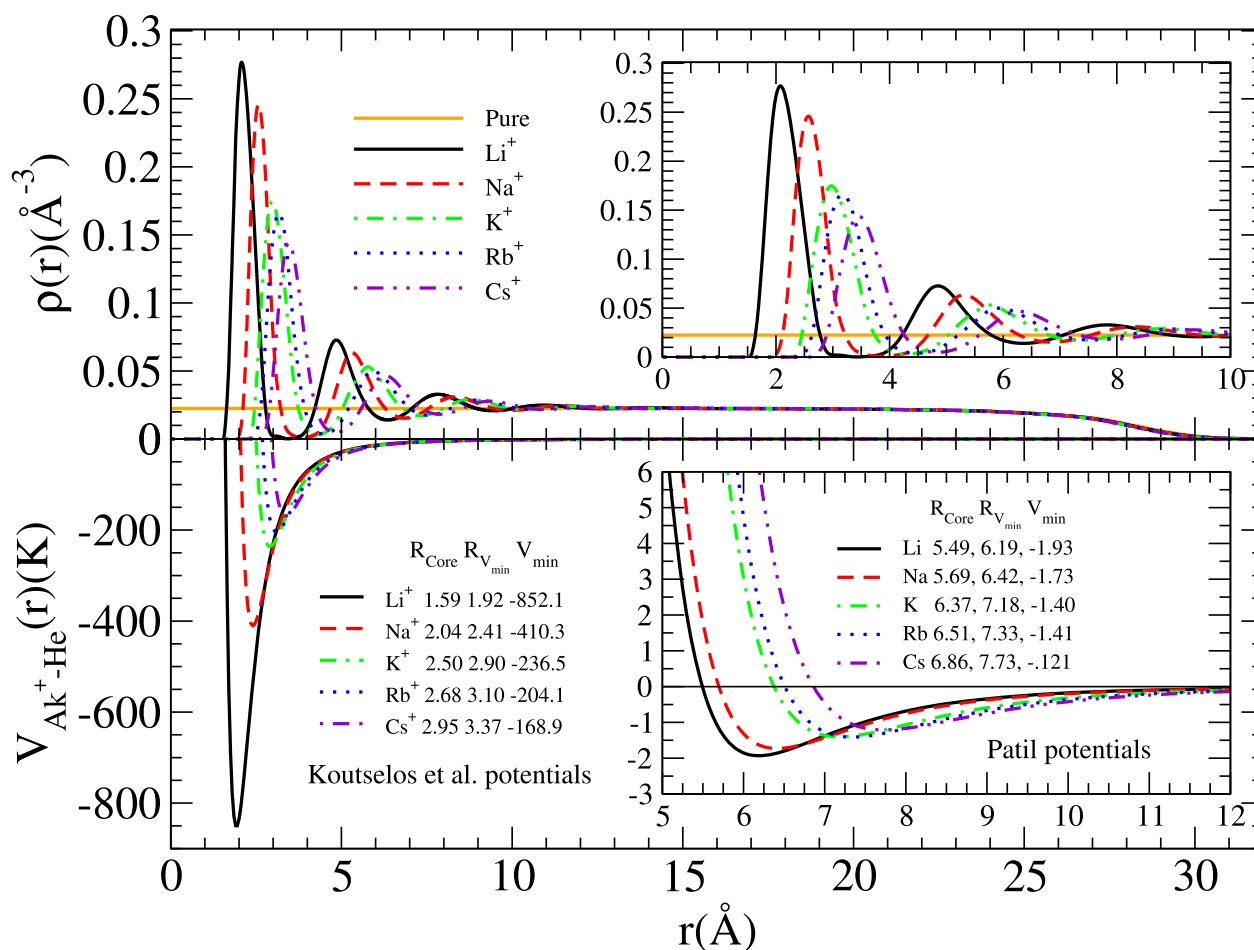 0.3
0.25
0.2
0.15
0.1
0.05
0
ρ(r)(Å⁻³)
Pure
Li⁺
Na⁺
K⁺
Rb⁺
Cs⁺
0.3
0.25
0.2
0.15
0.1
0.05
0
0 2 4 6 8 10
-200
-400
-600
-800
V_Ak⁺-He(r)(K)
R_Core R_Vmin V_min
Li⁺ 1.59 1.92 -852.1
Na⁺ 2.04 2.41 -410.3
K⁺ 2.50 2.90 -236.5
Rb⁺ 2.68 3.10 -204.1
Cs⁺ 2.95 3.37 -168.9
Koutselos et al. potentials
6
5
4
3
2
1
0
-1
-2
-3
R_Core R_Vmin V_min
Li 5.49, 6.19, -1.93
Na 5.69, 6.42, -1.73
K 6.37, 7.18, -1.40
Rb 6.51, 7.33, -1.41
Cs 6.86, 7.73, -.121
Patil potentials
5 6 7 8 9 10 11 12
0 5 10 15 20 25 30
r(Å)